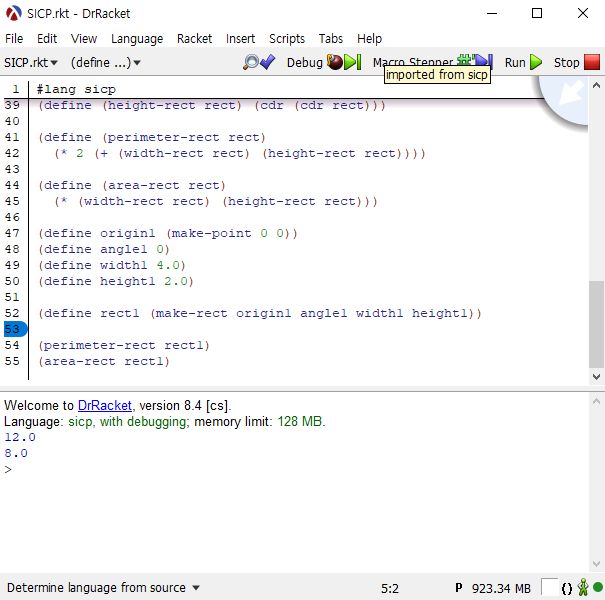 SICP.rkt - DrRacket
File Edit View Language Racket Insert Scripts Tabs Help
SICP.rkt (define ...) Debug Macro Stepper Run Stop
imported from sicp
1 #lang sicp
39 (define (height-rect rect) (cdr (cdr rect)))
40
41 (define (perimeter-rect rect)
42 (* 2 (+ (width-rect rect) (height-rect rect))))
43
44 (define (area-rect rect)
45 (* (width-rect rect) (height-rect rect)))
46
47 (define origin1 (make-point 0 0))
48 (define angle1 0)
49 (define width1 4.0)
50 (define height1 2.0)
51
52 (define rect1 (make-rect origin1 angle1 width1 height1))
53
54 (perimeter-rect rect1)
55 (area-rect rect1)
Welcome to DrRacket, version 8.4 [cs].
Language: sicp, with debugging; memory limit: 128 MB.
12.0
8.0
>
Determine language from source 5:2 P 923.34 MB ()